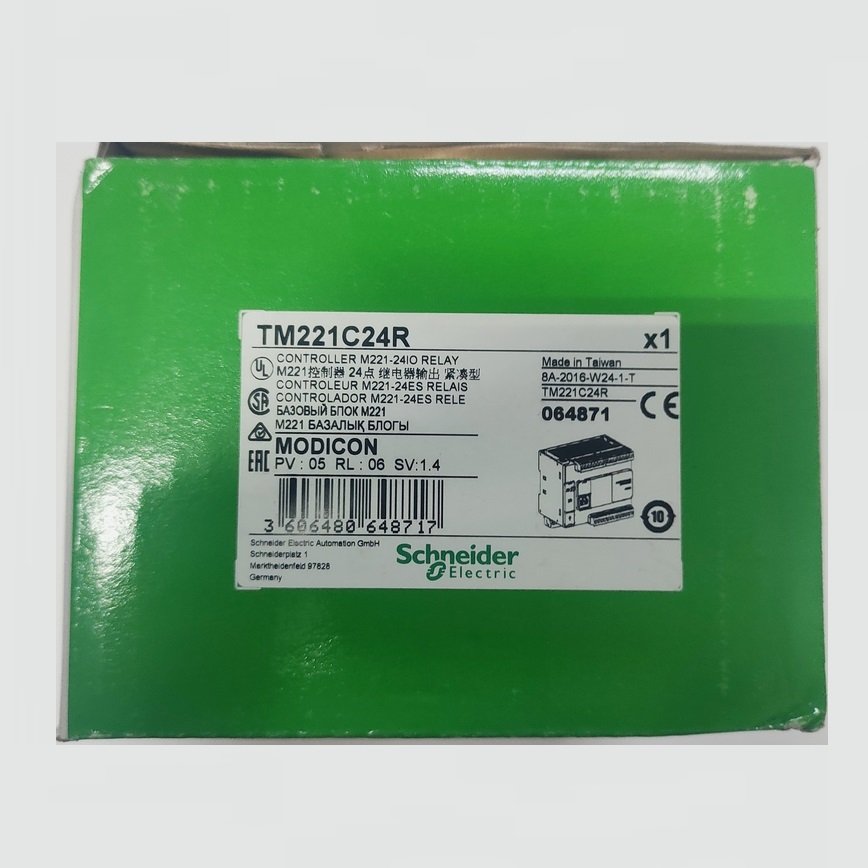 TM221C24R x1
CONTROLLER M221-24IO RELAY
M221控制器 24点 继电器输出 紧凑型
CONTROLEUR M221-24ES RELAIS
CONTROLADOR M221-24ES RELE
БАЗОВЫЙ БЛОК M221
M221 БАЗАЛЫҚ БЛОГЫ
MODICON
PV : 05 RL : 06 SV:1.4
UL
EAC
Made in Taiwan
8A-2016-W24-1-T
TM221C24R
064871
CE
10
3 606480 648717
Schneider Electric Automation GmbH
Schneiderplatz 1
Marktheidenfeld 97828
Germany
Schneider
Electric